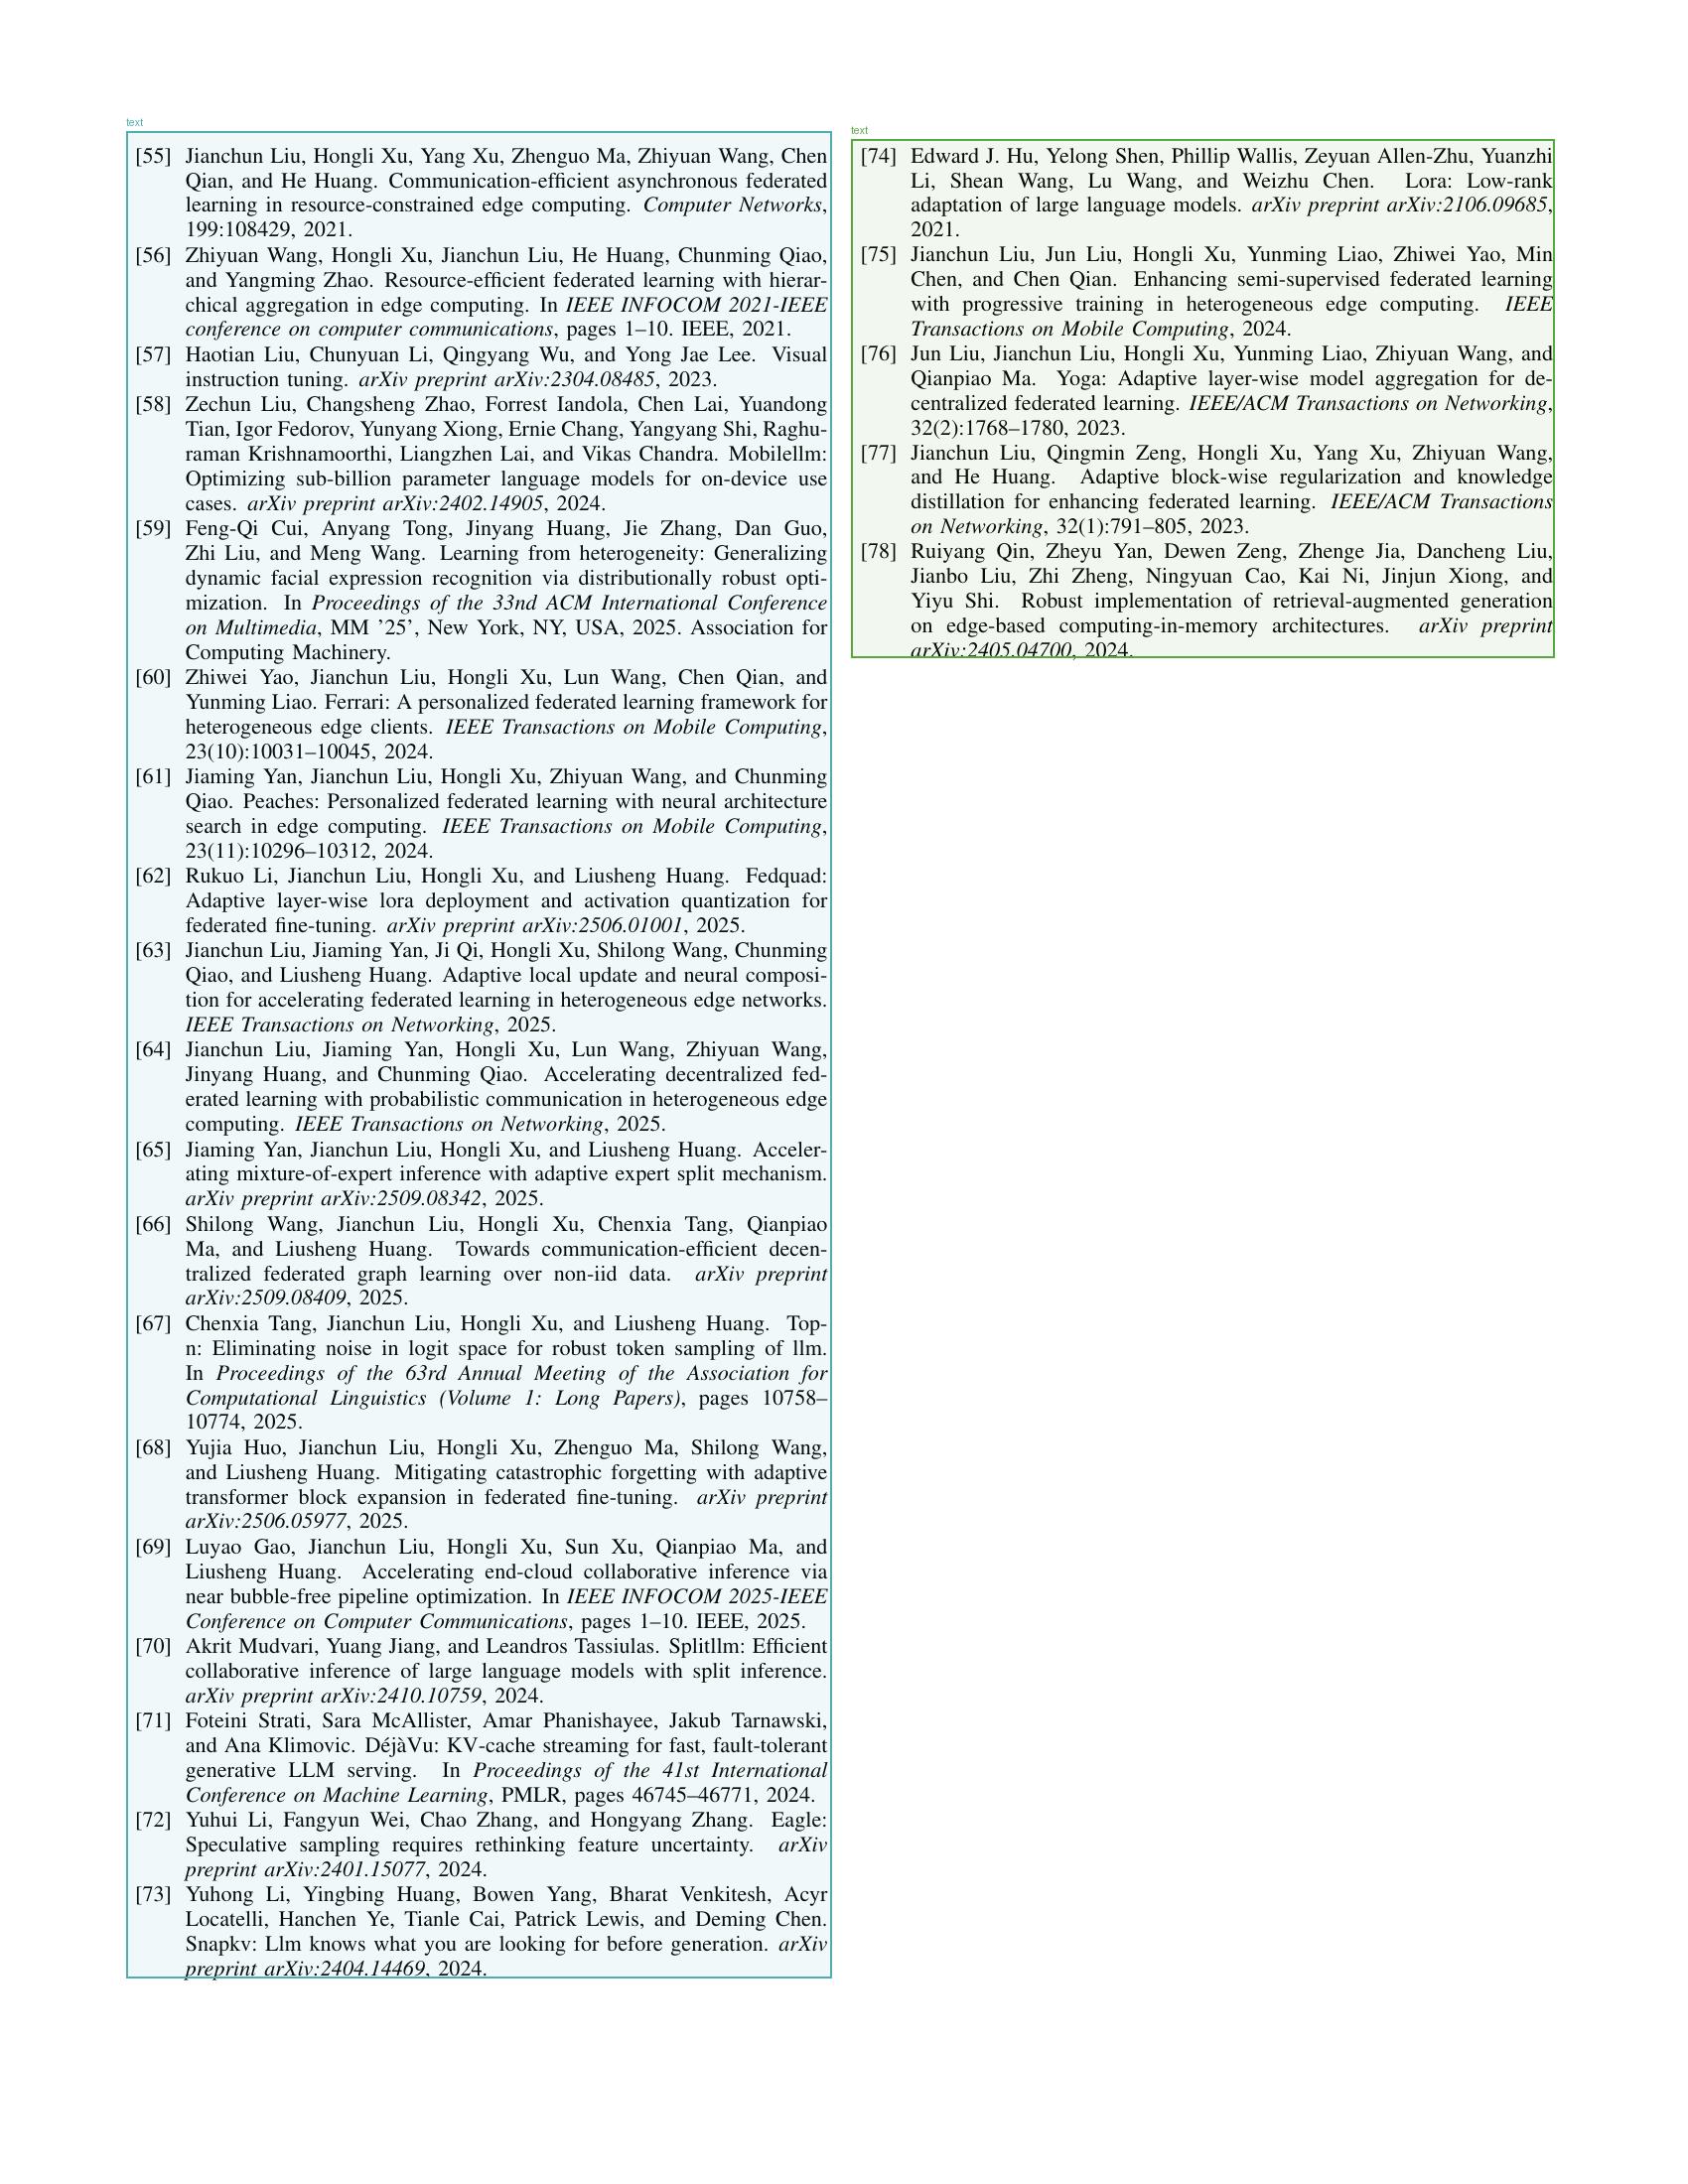 text
[55] Jianchun Liu, Hongli Xu, Yang Xu, Zhenguo Ma, Zhiyuan Wang, Chen
Qian, and He Huang. Communication-efficient asynchronous federated
learning in resource-constrained edge computing. Computer Networks,
199:108429, 2021.
[56] Zhiyuan Wang, Hongli Xu, Jianchun Liu, He Huang, Chunming Qiao,
and Yangming Zhao. Resource-efficient federated learning with hierar-
chical aggregation in edge computing. In IEEE INFOCOM 2021-IEEE
conference on computer communications, pages 1–10. IEEE, 2021.
[57] Haotian Liu, Chunyuan Li, Qingyang Wu, and Yong Jae Lee. Visual
instruction tuning. arXiv preprint arXiv:2304.08485, 2023.
[58] Zechun Liu, Changsheng Zhao, Forrest Iandola, Chen Lai, Yuandong
Tian, Igor Fedorov, Yunyang Xiong, Ernie Chang, Yangyang Shi, Raghu-
raman Krishnamoorthi, Liangzhen Lai, and Vikas Chandra. Mobilellm:
Optimizing sub-billion parameter language models for on-device use
cases. arXiv preprint arXiv:2402.14905, 2024.
[59] Feng-Qi Cui, Anyang Tong, Jinyang Huang, Jie Zhang, Dan Guo,
Zhi Liu, and Meng Wang. Learning from heterogeneity: Generalizing
dynamic facial expression recognition via distributionally robust opti-
mization. In Proceedings of the 33nd ACM International Conference
on Multimedia, MM ’25’, New York, NY, USA, 2025. Association for
Computing Machinery.
[60] Zhiwei Yao, Jianchun Liu, Hongli Xu, Lun Wang, Chen Qian, and
Yunming Liao. Ferrari: A personalized federated learning framework for
heterogeneous edge clients. IEEE Transactions on Mobile Computing,
23(10):10031–10045, 2024.
[61] Jiaming Yan, Jianchun Liu, Hongli Xu, Zhiyuan Wang, and Chunming
Qiao. Peaches: Personalized federated learning with neural architecture
search in edge computing. IEEE Transactions on Mobile Computing,
23(11):10296–10312, 2024.
[62] Rukuo Li, Jianchun Liu, Hongli Xu, and Liusheng Huang. Fedquad:
Adaptive layer-wise lora deployment and activation quantization for
federated fine-tuning. arXiv preprint arXiv:2506.01001, 2025.
[63] Jianchun Liu, Jiaming Yan, Ji Qi, Hongli Xu, Shilong Wang, Chunming
Qiao, and Liusheng Huang. Adaptive local update and neural composi-
tion for accelerating federated learning in heterogeneous edge networks.
IEEE Transactions on Networking, 2025.
[64] Jianchun Liu, Jiaming Yan, Hongli Xu, Lun Wang, Zhiyuan Wang,
Jinyang Huang, and Chunming Qiao. Accelerating decentralized fed-
erated learning with probabilistic communication in heterogeneous edge
computing. IEEE Transactions on Networking, 2025.
[65] Jiaming Yan, Jianchun Liu, Hongli Xu, and Liusheng Huang. Acceler-
ating mixture-of-expert inference with adaptive expert split mechanism.
arXiv preprint arXiv:2509.08342, 2025.
[66] Shilong Wang, Jianchun Liu, Hongli Xu, Chenxia Tang, Qianpiao
Ma, and Liusheng Huang. Towards communication-efficient decen-
tralized federated graph learning over non-iid data. arXiv preprint
arXiv:2509.08409, 2025.
[67] Chenxia Tang, Jianchun Liu, Hongli Xu, and Liusheng Huang. Top-
n: Eliminating noise in logit space for robust token sampling of llm.
In Proceedings of the 63rd Annual Meeting of the Association for
Computational Linguistics (Volume 1: Long Papers), pages 10758–
10774, 2025.
[68] Yujia Huo, Jianchun Liu, Hongli Xu, Zhenguo Ma, Shilong Wang,
and Liusheng Huang. Mitigating catastrophic forgetting with adaptive
transformer block expansion in federated fine-tuning. arXiv preprint
arXiv:2506.05977, 2025.
[69] Luyao Gao, Jianchun Liu, Hongli Xu, Sun Xu, Qianpiao Ma, and
Liusheng Huang. Accelerating end-cloud collaborative inference via
near bubble-free pipeline optimization. In IEEE INFOCOM 2025-IEEE
Conference on Computer Communications, pages 1–10. IEEE, 2025.
[70] Akrit Mudvari, Yuang Jiang, and Leandros Tassiulas. Splitllm: Efficient
collaborative inference of large language models with split inference.
arXiv preprint arXiv:2410.10759, 2024.
[71] Foteini Strati, Sara McAllister, Amar Phanishayee, Jakub Tarnawski,
and Ana Klimovic. DéjàVu: KV-cache streaming for fast, fault-tolerant
generative LLM serving. In Proceedings of the 41st International
Conference on Machine Learning, PMLR, pages 46745–46771, 2024.
[72] Yuhui Li, Fangyun Wei, Chao Zhang, and Hongyang Zhang. Eagle:
Speculative sampling requires rethinking feature uncertainty. arXiv
preprint arXiv:2401.15077, 2024.
[73] Yuhong Li, Yingbing Huang, Bowen Yang, Bharat Venkitesh, Acyr
Locatelli, Hanchen Ye, Tianle Cai, Patrick Lewis, and Deming Chen.
Snapkv: Llm knows what you are looking for before generation. arXiv
preprint arXiv:2404.14469, 2024.
text
[74] Edward J. Hu, Yelong Shen, Phillip Wallis, Zeyuan Allen-Zhu, Yuanzhi
Li, Shean Wang, Lu Wang, and Weizhu Chen. Lora: Low-rank
adaptation of large language models. arXiv preprint arXiv:2106.09685,
2021.
[75] Jianchun Liu, Jun Liu, Hongli Xu, Yunming Liao, Zhiwei Yao, Min
Chen, and Chen Qian. Enhancing semi-supervised federated learning
with progressive training in heterogeneous edge computing. IEEE
Transactions on Mobile Computing, 2024.
[76] Jun Liu, Jianchun Liu, Hongli Xu, Yunming Liao, Zhiyuan Wang, and
Qianpiao Ma. Yoga: Adaptive layer-wise model aggregation for de-
centralized federated learning. IEEE/ACM Transactions on Networking,
32(2):1768–1780, 2023.
[77] Jianchun Liu, Qingmin Zeng, Hongli Xu, Yang Xu, Zhiyuan Wang,
and He Huang. Adaptive block-wise regularization and knowledge
distillation for enhancing federated learning. IEEE/ACM Transactions
on Networking, 32(1):791–805, 2023.
[78] Ruiyang Qin, Zheyu Yan, Dewen Zeng, Zhenge Jia, Dancheng Liu,
Jianbo Liu, Zhi Zheng, Ningyuan Cao, Kai Ni, Jinjun Xiong, and
Yiyu Shi. Robust implementation of retrieval-augmented generation
on edge-based computing-in-memory architectures. arXiv preprint
arXiv:2405.04700, 2024.